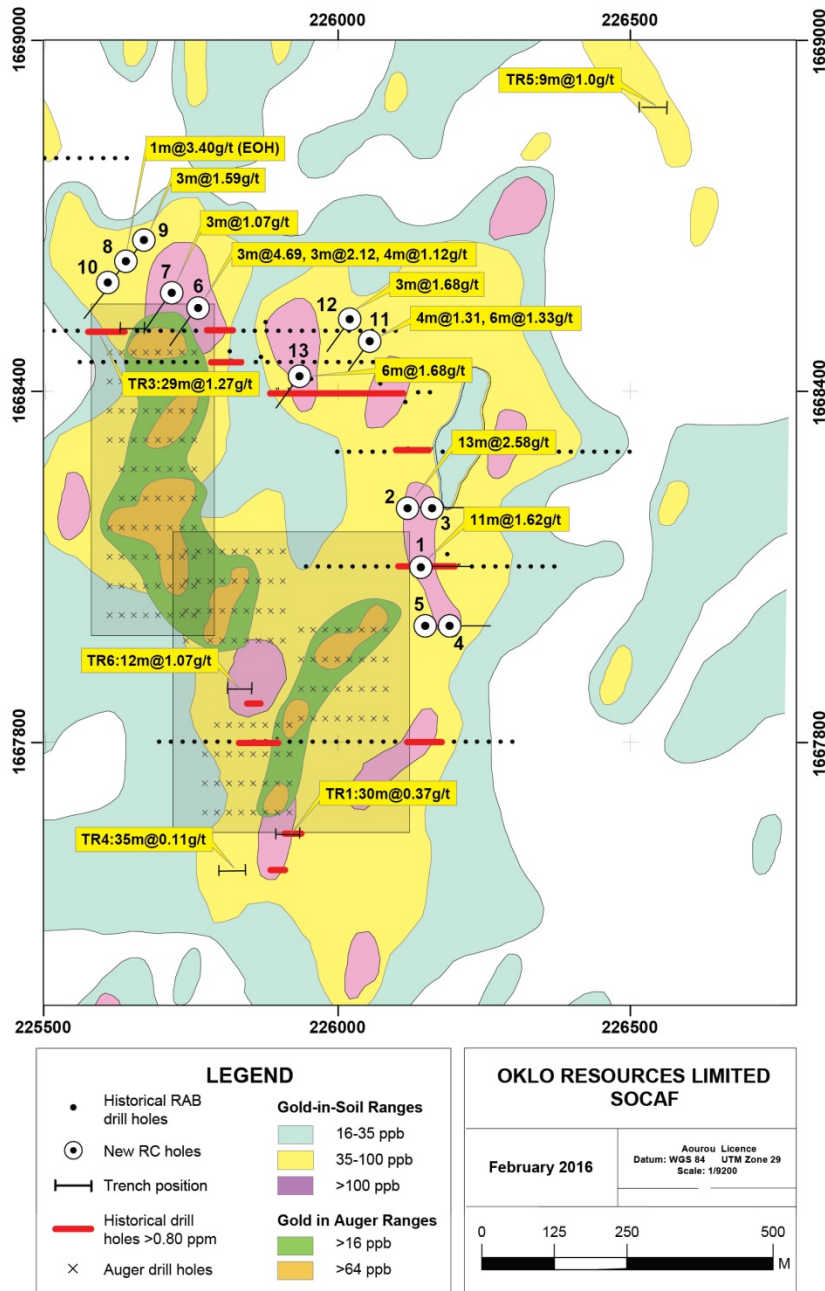 226000
226500
1669000
1669000
TR5:9m@1.0g/t
1m@3.40g/t (EOH)
3m@1.59g/t
9
3m@1.07g/t
8
3m@4.69, 3m@2.12, 4m@1.12g/t
10
7
6
12
3m@1.68g/t
11
4m@1.31, 6m@1.33g/t
13
6m@1.68g/t
TR3:29m@1.27g/t
1668400
1668400
13m@2.58g/t
2
3
11m@1.62g/t
1
5
4
TR6:12m@1.07g/t
1667800
1667800
TR1:30m@0.37g/t
TR4:35m@0.11g/t
225500
226000
226500
LEGEND
Historical RAB
drill holes
New RC holes
Trench position
Historical drill
holes >0.80 ppm
Auger drill holes
Gold-in-Soil Ranges
16-35 ppb
35-100 ppb
>100 ppb
Gold in Auger Ranges
>16 ppb
>64 ppb
OKLO RESOURCES LIMITED
SOCAF
February 2016
Aourou Licence
Datum: WGS 84 UTM Zone 29
Scale: 1/9200
0 125 250 500
M